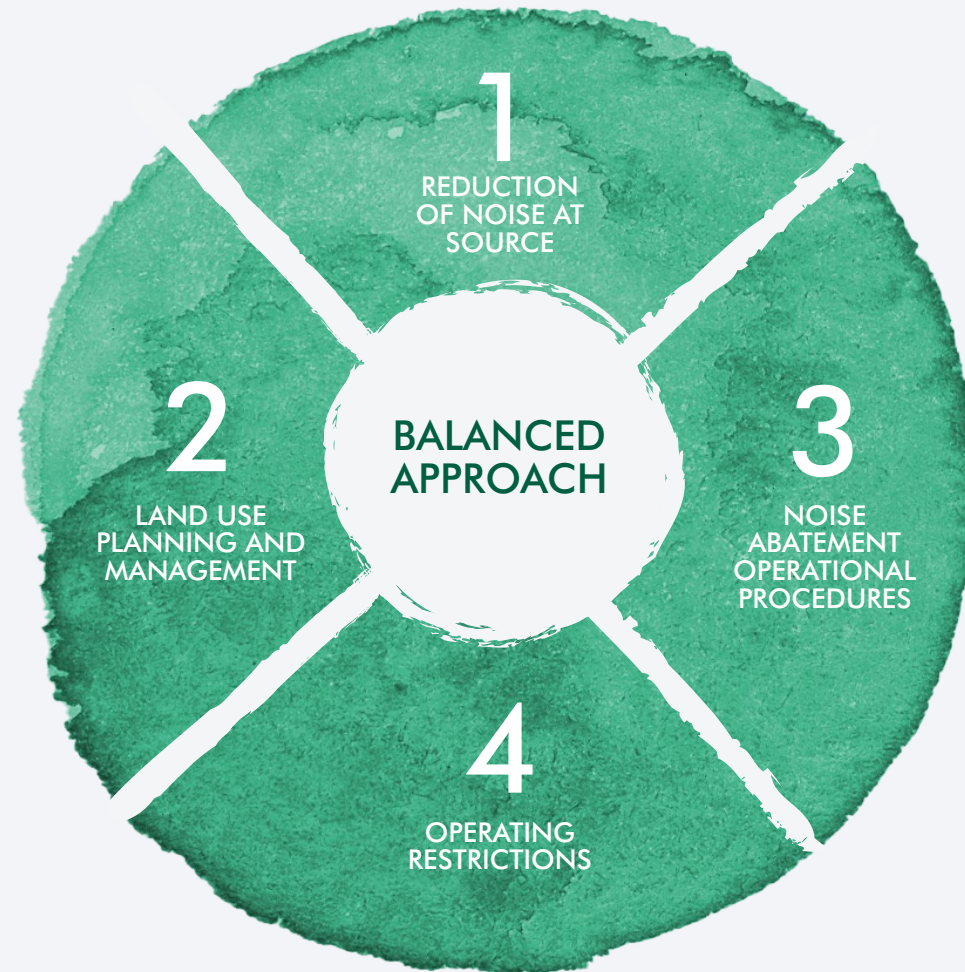 1
REDUCTION
OF NOISE AT
SOURCE
2
LAND USE
PLANNING AND
MANAGEMENT
BALANCED
APPROACH
3
NOISE
ABATEMENT
OPERATIONAL
PROCEDURES
4
OPERATING
RESTRICTIONS